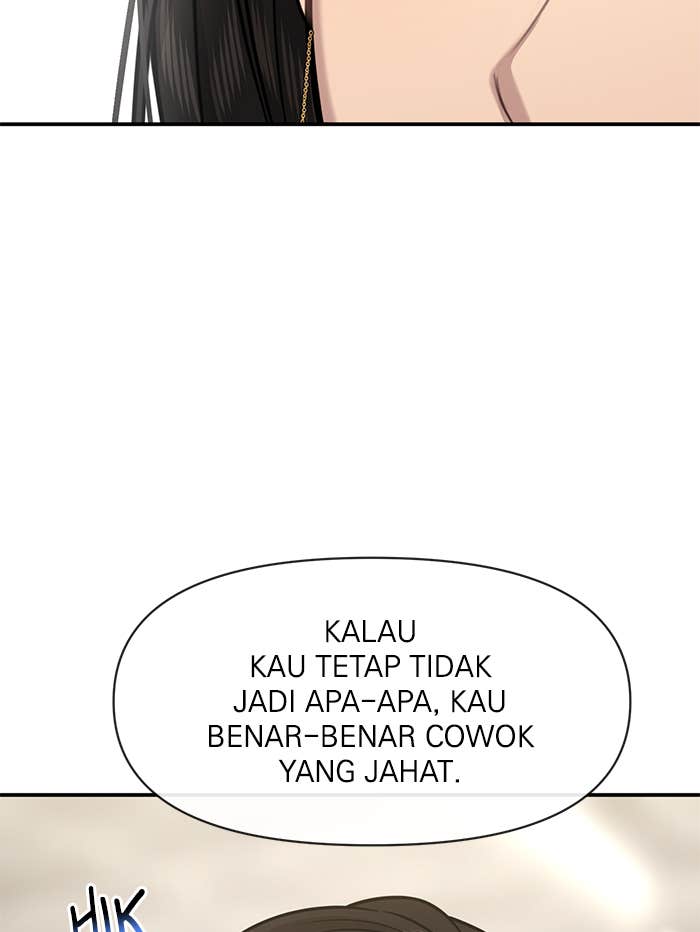 KALAU
KAU TETAP TIDAK
JADI APA-APA, KAU
BENAR-BENAR COWOK
YANG JAHAT.
HIK